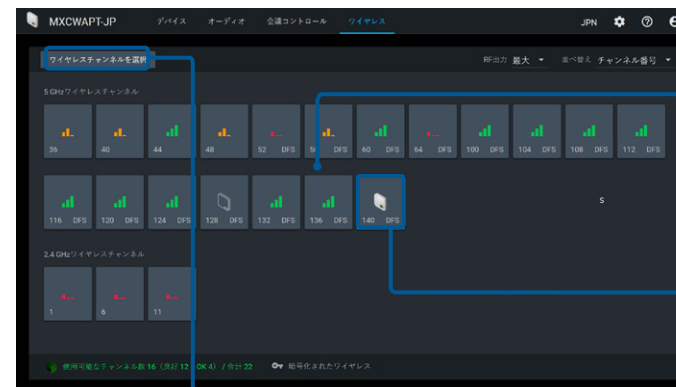 MXCWAPT-JP デバイス オーディオ 会議コントロール ワイヤレス JPN
ワイヤレスチャンネルを選択 RF出力 最大 並べ替え チャンネル番号
5 GHzワイヤレスチャンネル
36 40 44 48 52 DFS 56 DFS 60 DFS 64 DFS 100 DFS 104 DFS 108 DFS 112 DFS
S
116 DFS 120 DFS 124 DFS 128 DFS 132 DFS 136 DFS 140 DFS
2.4 GHzワイヤレスチャンネル
1 6 11
使用可能なチャンネル数 16（良好 12 OK 4）/ 合計 22 暗号化されたワイヤレス